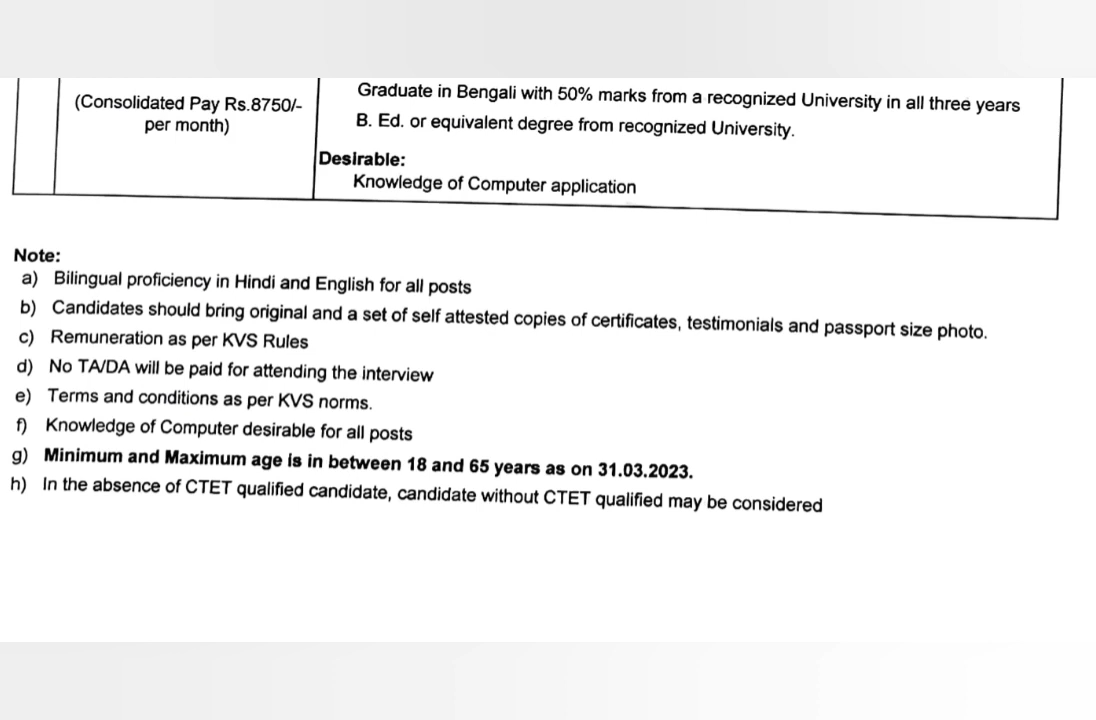 (Consolidated Pay Rs.8750/-
per month)
Graduate in Bengali with 50% marks from a recognized University in all three years
B. Ed. or equivalent degree from recognized University.
Desirable:
Knowledge of Computer application
Note:
a) Bilingual proficiency in Hindi and English for all posts
b) Candidates should bring original and a set of self attested copies of certificates, testimonials and passport size photo.
c) Remuneration as per KVS Rules
d) No TA/DA will be paid for attending the interview
e) Terms and conditions as per KVS norms.
f) Knowledge of Computer desirable for all posts
g) Minimum and Maximum age is in between 18 and 65 years as on 31.03.2023.
h) In the absence of CTET qualified candidate, candidate without CTET qualified may be considered